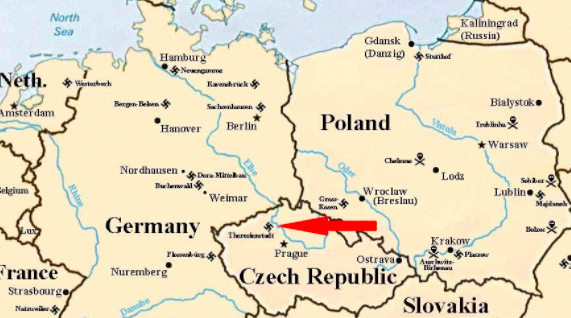 North
Sea
Kaliningrad
(Russia)
Gdansk
(Danzig)
Stutthof
Hamburg
Neuengamme
Neth.
Westerbork
Ravensbrück
Amsterdam
Bergen-Belsen
Sachsenhausen
Bialystok
Hanover
Berlin
Poland
Treblinka
Vistula
Warsaw
Elbe
Chelmno
Nordhausen
Dora-Mittelbau
Oder
Lodz
Sobibor
Buchenwald
Weimar
Rhine
Wroclaw
(Breslau)
Lublin
Majdanek
Belgium
Gross
Rosen
Germany
Lux.
Theresienstadt
Belzec
Krakow
Prague
Plaszow
Flossenbürg
Ostrava
Auschwitz-
Birkenau
France
Nuremberg
Czech Republic
Strasbourg
Natzweiler
Danube
Slovakia